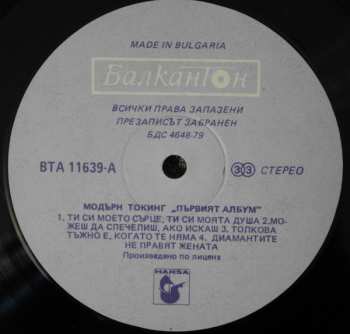 MADE IN BULGARIA
Балкантон
ВСИЧКИ ПРАВА ЗАПАЗЕНИ
ПРЕЗАПИСЪТ ЗАБРАНЕН
БДС 4648-79
ВТА 11639-А
33 СТЕРЕО
МОДЪРН ТОКИНГ „ПЪРВИЯТ АЛБУМ"
1. ТИ СИ МОЕТО СЪРЦЕ, ТИ СИ МОЯТА ДУША 2.МО-
ЖЕШ ДА СПЕЧЕЛИШ, АКО ИСКАШ 3. ТОЛКОВА
ТЪЖНО Е, КОГАТО ТЕ НЯМА 4. ДИАМАНТИТЕ
НЕ ПРАВЯТ ЖЕНАТА
Произведено по лиценз
HANSA